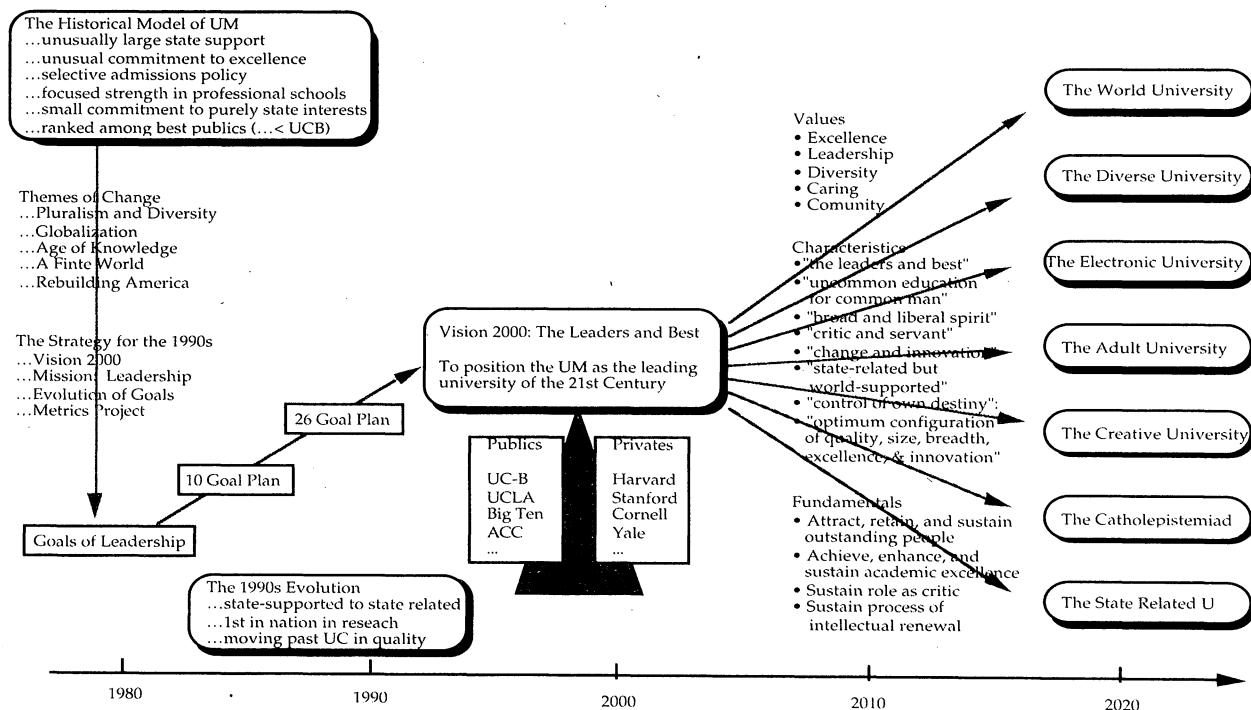 The Historical Model of UM
...unusually large state support
...unusual commitment to excellence
...selective admissions policy
...focused strength in professional schools
...small commitment to purely state interests
...ranked among best publics (...< UCB)
Themes of Change
...Pluralism and Diversity
...Globalization
...Age of Knowledge
...A Finte World
...Rebuilding America
The Strategy for the 1990s
...Vision 2000
...Mission: Leadership
...Evolution of Goals
...Metrics Project
26 Goal Plan
10 Goal Plan
Goals of Leadership
The 1990s Evolution
...state-supported to state related
...1st in nation in reseach
...moving past UC in quality
Vision 2000: The Leaders and Best
To position the UM as the leading
university of the 21st Century
Publics
UC-B
UCLA
Big Ten
ACC
...
Privates
Harvard
Stanford
Cornell
Yale
...
Values
• Excellence
• Leadership
• Diversity
• Caring
• Comunity
Characteristics
• "the leaders and best"
• "uncommon education
for common man"
• "broad and liberal spirit"
• "critic and servant"
• "change and innovation"
• "state-related but
world-supported"
• "control of own destiny";
• "optimum configuration
of quality, size, breadth,
excellence, & innovation"
Fundamentals
• Attract, retain, and sustain
outstanding people
• Achieve, enhance, and
sustain academic excellence
• Sustain role as critic
• Sustain process of
intellectual renewal
The World University
The Diverse University
The Electronic University
The Adult University
The Creative University
The Catholepistemiad
The State Related U
1980
1990
2000
2010
2020